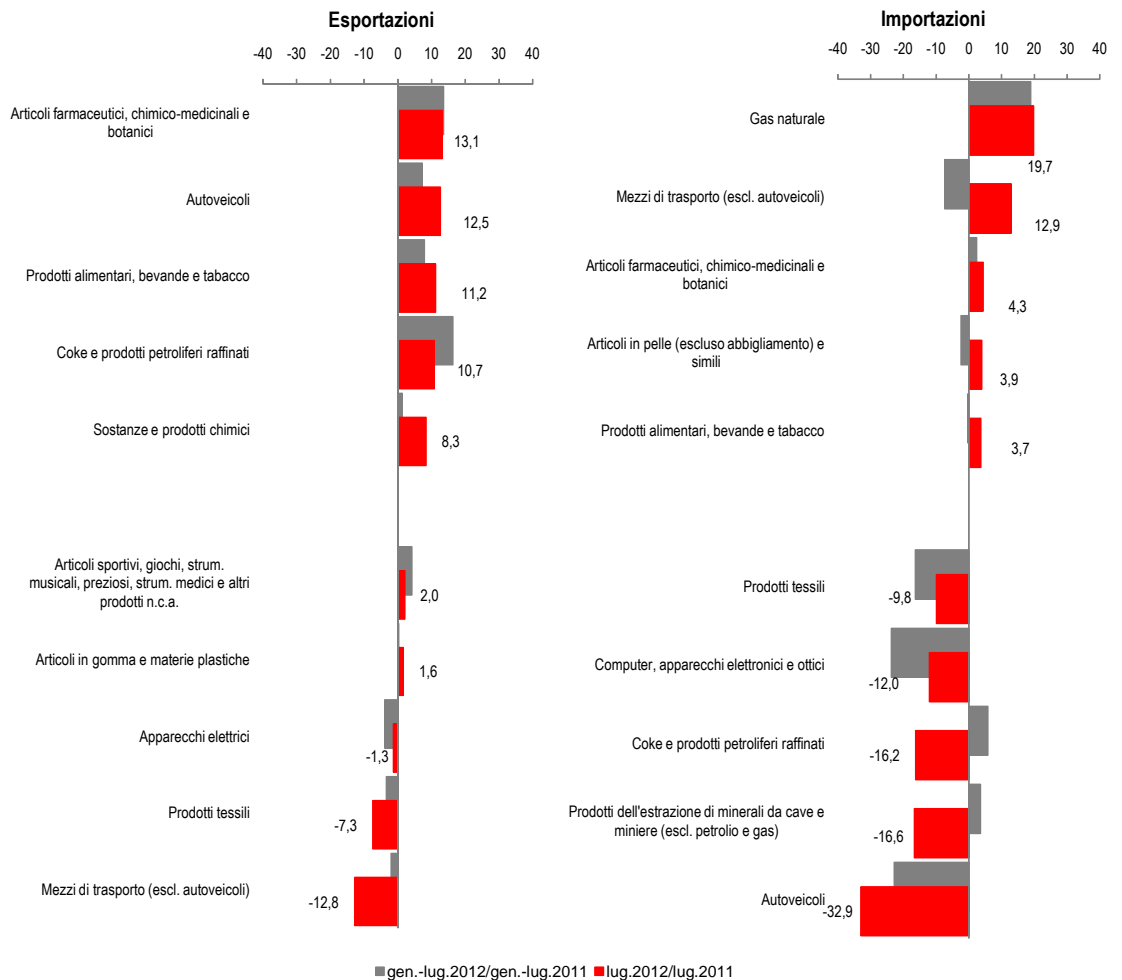 Esportazioni
-40 -30 -20 -10 0 10 20 30 40
Articoli farmaceutici, chimico-medicinali e
botanici
13,1
Autoveicoli
12,5
Prodotti alimentari, bevande e tabacco
11,2
Coke e prodotti petroliferi raffinati
10,7
Sostanze e prodotti chimici
8,3
Articoli sportivi, giochi, strum.
musicali, preziosi, strum. medici e altri
prodotti n.c.a.
2,0
Articoli in gomma e materie plastiche
1,6
Apparecchi elettrici
-1,3
Prodotti tessili
-7,3
Mezzi di trasporto (escl. autoveicoli)
-12,8
Importazioni
-40 -30 -20 -10 0 10 20 30 40
Gas naturale
19,7
Mezzi di trasporto (escl. autoveicoli)
12,9
Articoli farmaceutici, chimico-medicinali e
botanici
4,3
Articoli in pelle (escluso abbigliamento) e
simili
3,9
Prodotti alimentari, bevande e tabacco
3,7
Prodotti tessili
-9,8
Computer, apparecchi elettronici e ottici
-12,0
Coke e prodotti petroliferi raffinati
-16,2
Prodotti dell'estrazione di minerali da cave e
miniere (escl. petrolio e gas)
-16,6
Autoveicoli
-32,9
gen.-lug.2012/gen.-lug.2011 lug.2012/lug.2011